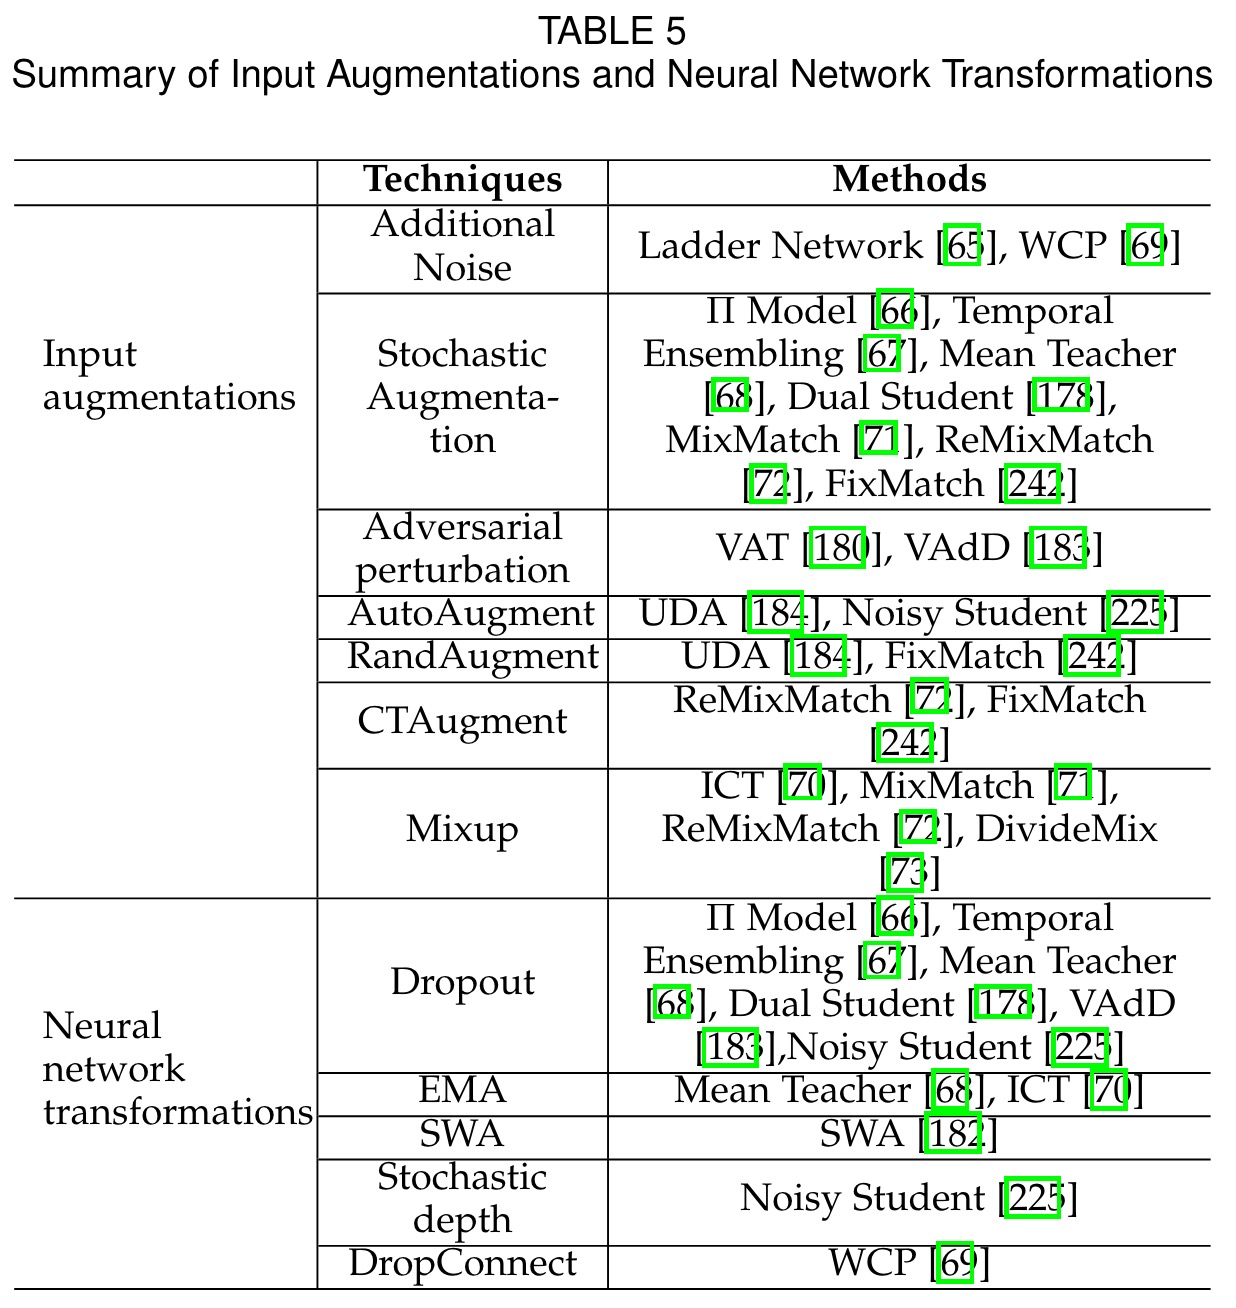 TABLE 5
Summary of Input Augmentations and Neural Network Transformations
Techniques
Methods
Input
augmentations
Additional
Noise
Ladder Network [65], WCP [69]
Stochastic
Augmenta-
tion
Π Model [66], Temporal
Ensembling [67], Mean Teacher
[68], Dual Student [178],
MixMatch [71], ReMixMatch
[72], FixMatch [242]
Adversarial
perturbation
VAT [180], VAdD [183]
AutoAugment
UDA [184], Noisy Student [225]
RandAugment
UDA [184], FixMatch [242]
CTAugment
ReMixMatch [72], FixMatch
[242]
Mixup
ICT [70], MixMatch [71],
ReMixMatch [72], DivideMix
[73]
Neural
network
transformations
Dropout
Π Model [66], Temporal
Ensembling [67], Mean Teacher
[68], Dual Student [178], VAdD
[183],Noisy Student [225]
EMA
Mean Teacher [68], ICT [70]
SWA
SWA [182]
Stochastic
depth
Noisy Student [225]
DropConnect
WCP [69]